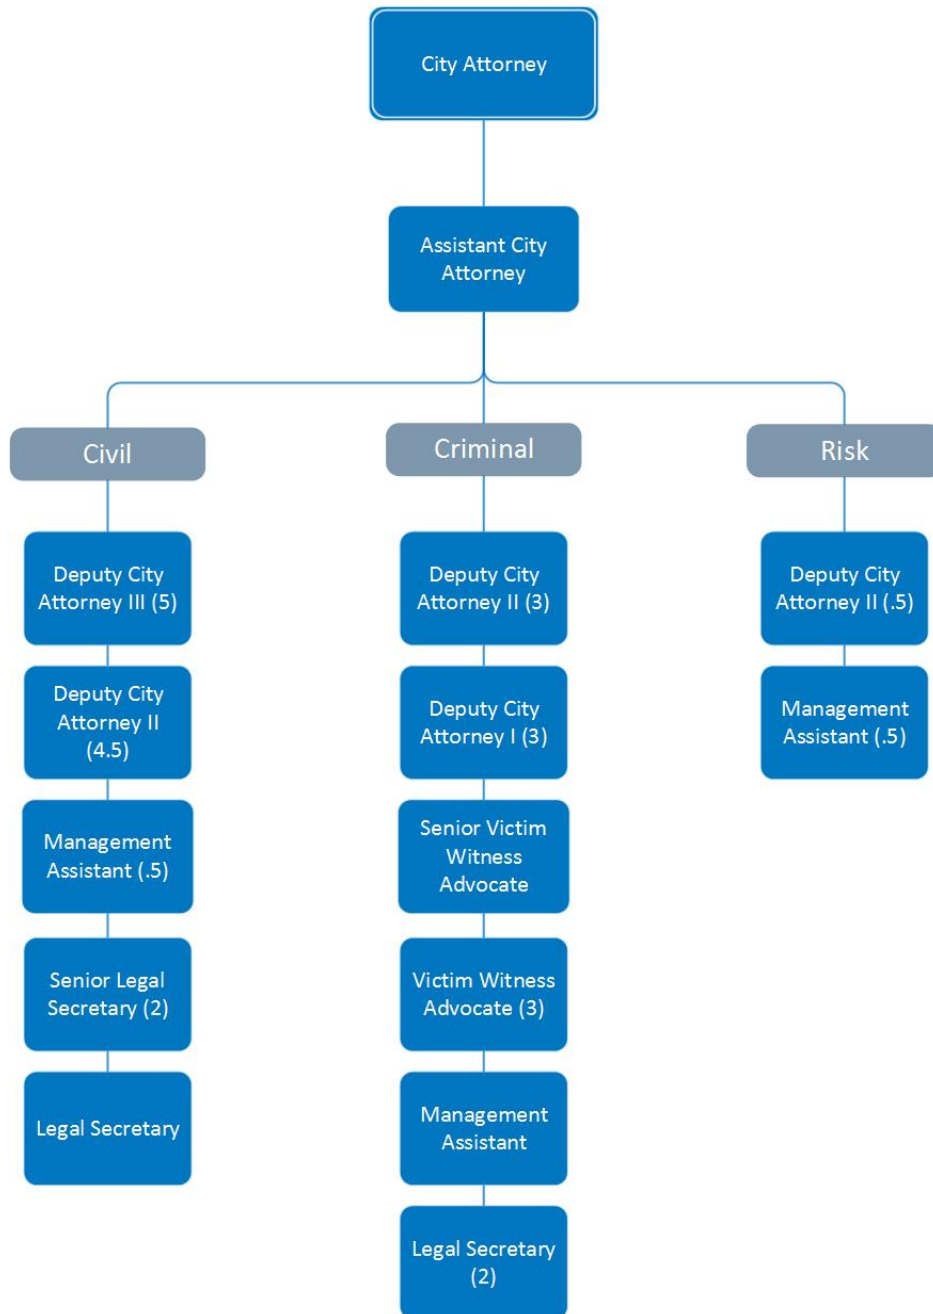 City Attorney
Assistant City
Attorney
Civil
Criminal
Risk
Deputy City
Attorney III (5)
Deputy City
Attorney II
(4.5)
Management
Assistant (.5)
Senior Legal
Secretary (2)
Legal Secretary
Deputy City
Attorney II (3)
Deputy City
Attorney I (3)
Senior Victim
Witness
Advocate
Victim Witness
Advocate (3)
Management
Assistant
Legal Secretary
(2)
Deputy City
Attorney II (.5)
Management
Assistant (.5)